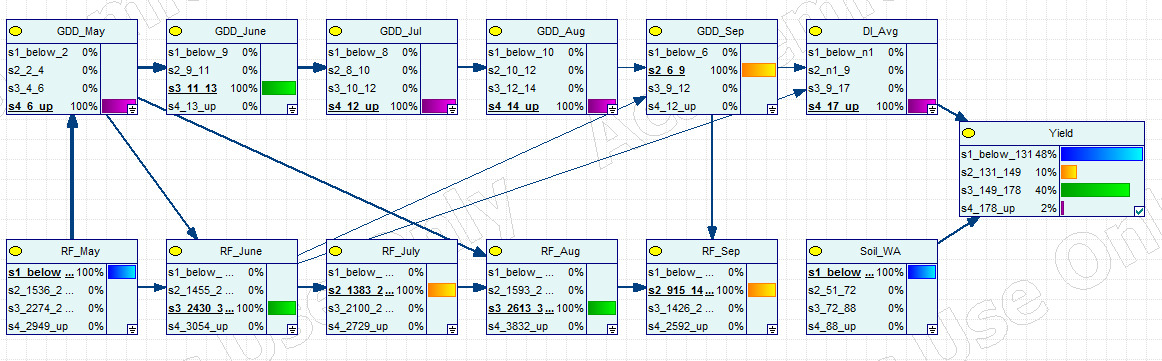 GDD_May
s1_below_2 0%
s2_2_4 0%
s3_4_6 0%
s4_6_up 100%
GDD_June
s1_below_9 0%
s2_9_11 0%
s3_11_13 100%
s4_13_up 0%
GDD_Jul
s1_below_8 0%
s2_8_10 0%
s3_10_12 0%
s4_12_up 100%
GDD_Aug
s1_below_10 0%
s2_10_12 0%
s3_12_14 0%
s4_14_up 100%
GDD_Sep
s1_below_6 0%
s2_6_9 100%
s3_9_12 0%
s4_12_up 0%
DI_Avg
s1_below_n1 0%
s2_n1_9 0%
s3_9_17 0%
s4_17_up 100%
Yield
s1_below_131 48%
s2_131_149 10%
s3_149_178 40%
s4_178_up 2%
RF_May
s1_below ... 100%
s2_1536_2 ... 0%
s3_2274_2 ... 0%
s4_2949_up 0%
RF_June
s1_below_ ... 0%
s2_1455_2 ... 0%
s3_2430_3 ... 100%
s4_3054_up 0%
RF_July
s1_below_ ... 0%
s2_1383_2 ... 100%
s3_2100_2 ... 0%
s4_2729_up 0%
RF_Aug
s1_below_ ... 0%
s2_1593_2 ... 0%
s3_2613_3 ... 100%
s4_3832_up 0%
RF_Sep
s1_below_ ... 0%
s2_915_14 ... 100%
s3_1426_2 ... 0%
s4_2592_up 0%
Soil_WA
s1_below ... 100%
s2_51_72 0%
s3_72_88 0%
s4_88_up 0%
Use Only